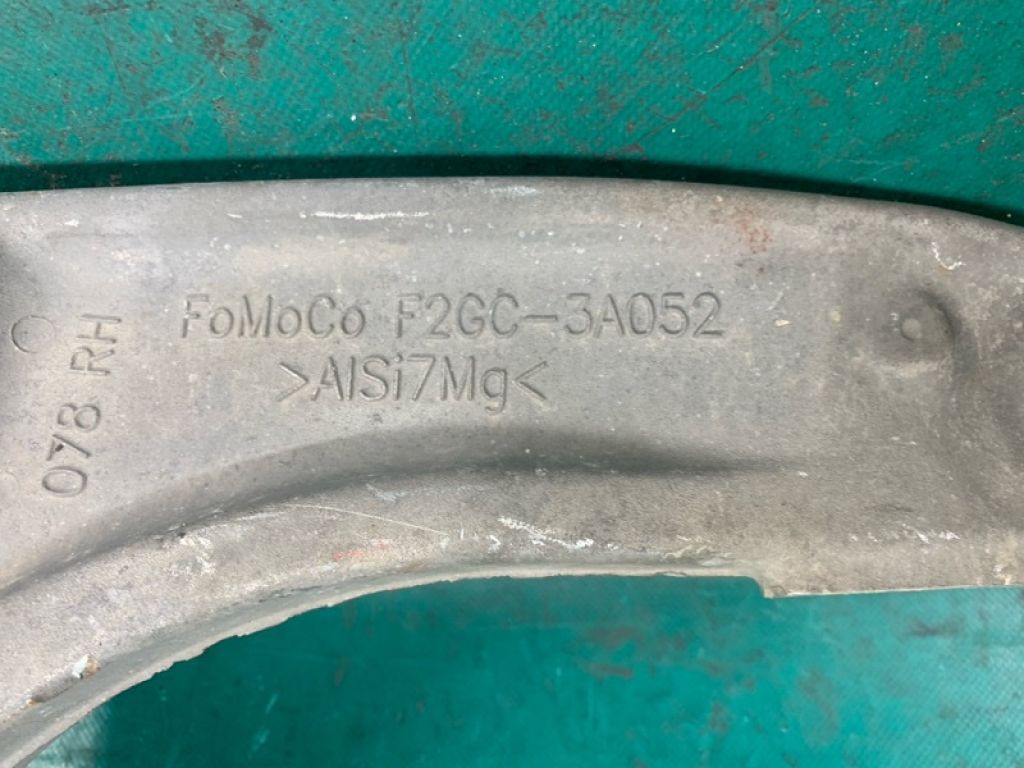 FoMoCo F2GC-3A052
>AlSi7Mg<
078 RH